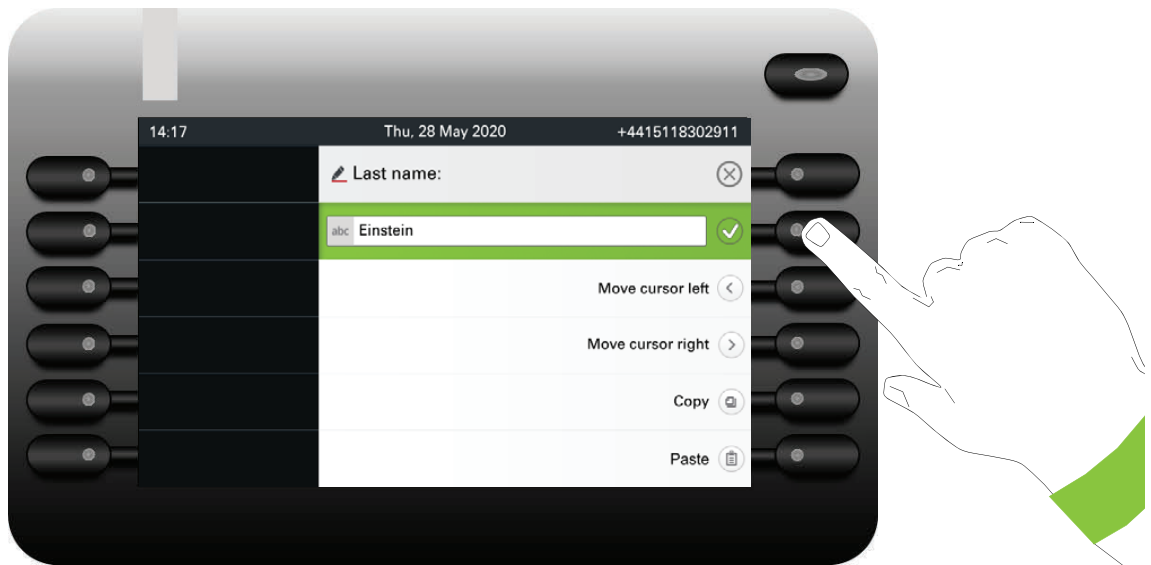 14:17 Thu, 28 May 2020 +4415118302911
Last name:
abc Einstein
Move cursor left
Move cursor right
Copy
Paste